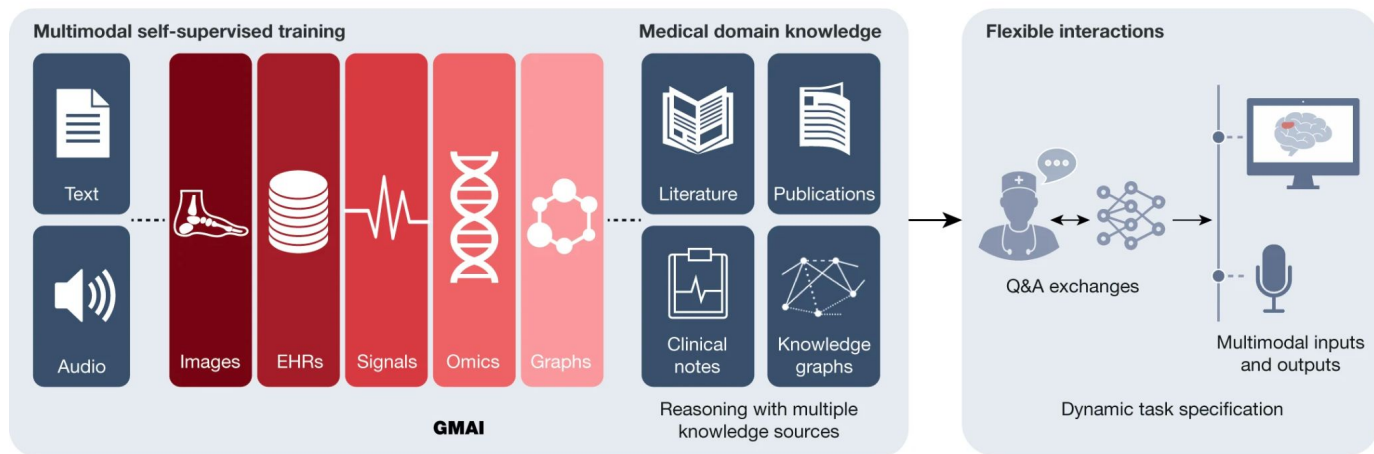 Multimodal self-supervised training
Text
Audio
Images
EHRs
Signals
Omics
Graphs
GMAI
Medical domain knowledge
Literature
Publications
Clinical
notes
Knowledge
graphs
Reasoning with multiple
knowledge sources
Flexible interactions
Q&A exchanges
Multimodal inputs
and outputs
Dynamic task specification